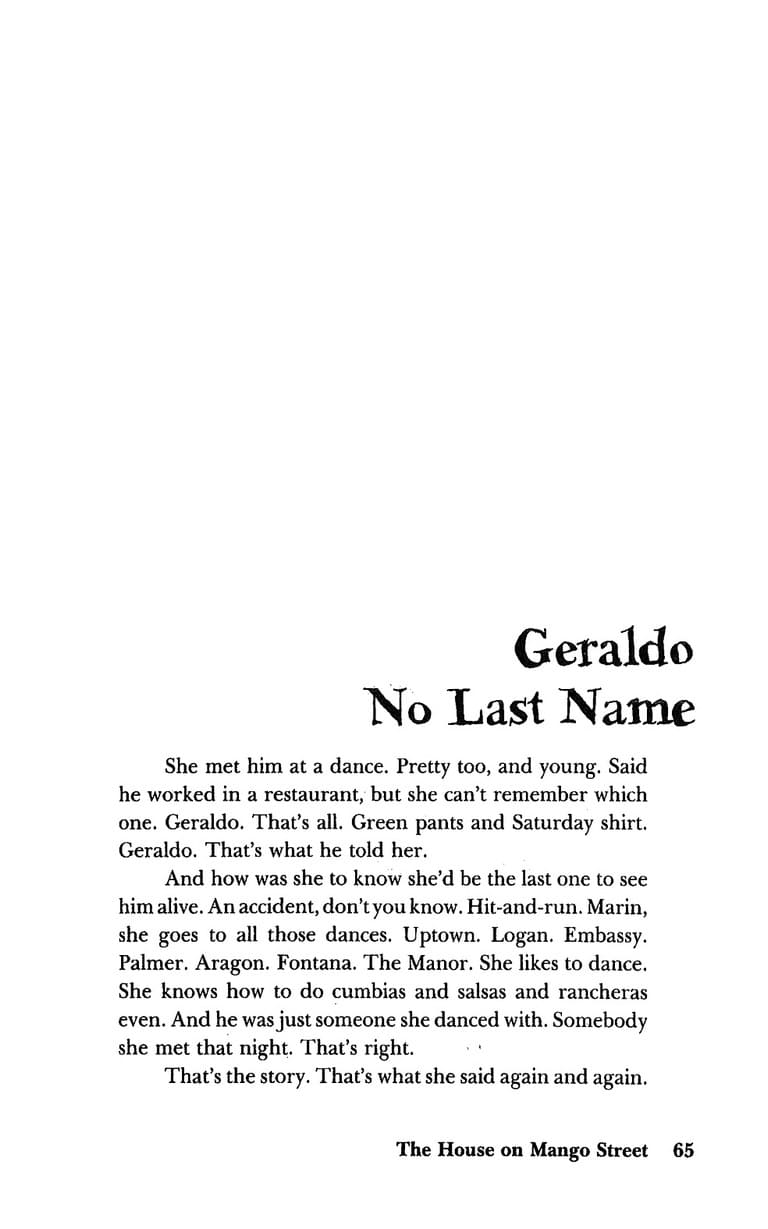 Geraldo
No Last Name
She met him at a dance. Pretty too, and young. Said
he worked in a restaurant, but she can't remember which
one. Geraldo. That's all. Green pants and Saturday shirt.
Geraldo. That's what he told her.
And how was she to know she'd be the last one to see
him alive. An accident, don't you know. Hit-and-run. Marin,
she goes to all those dances. Uptown. Logan. Embassy.
Palmer. Aragon. Fontana. The Manor. She likes to dance.
She knows how to do cumbias and salsas and rancheras
even. And he was just someone she danced with. Somebody
she met that night. That's right.
That's the story. That's what she said again and again.
The House on Mango Street 65